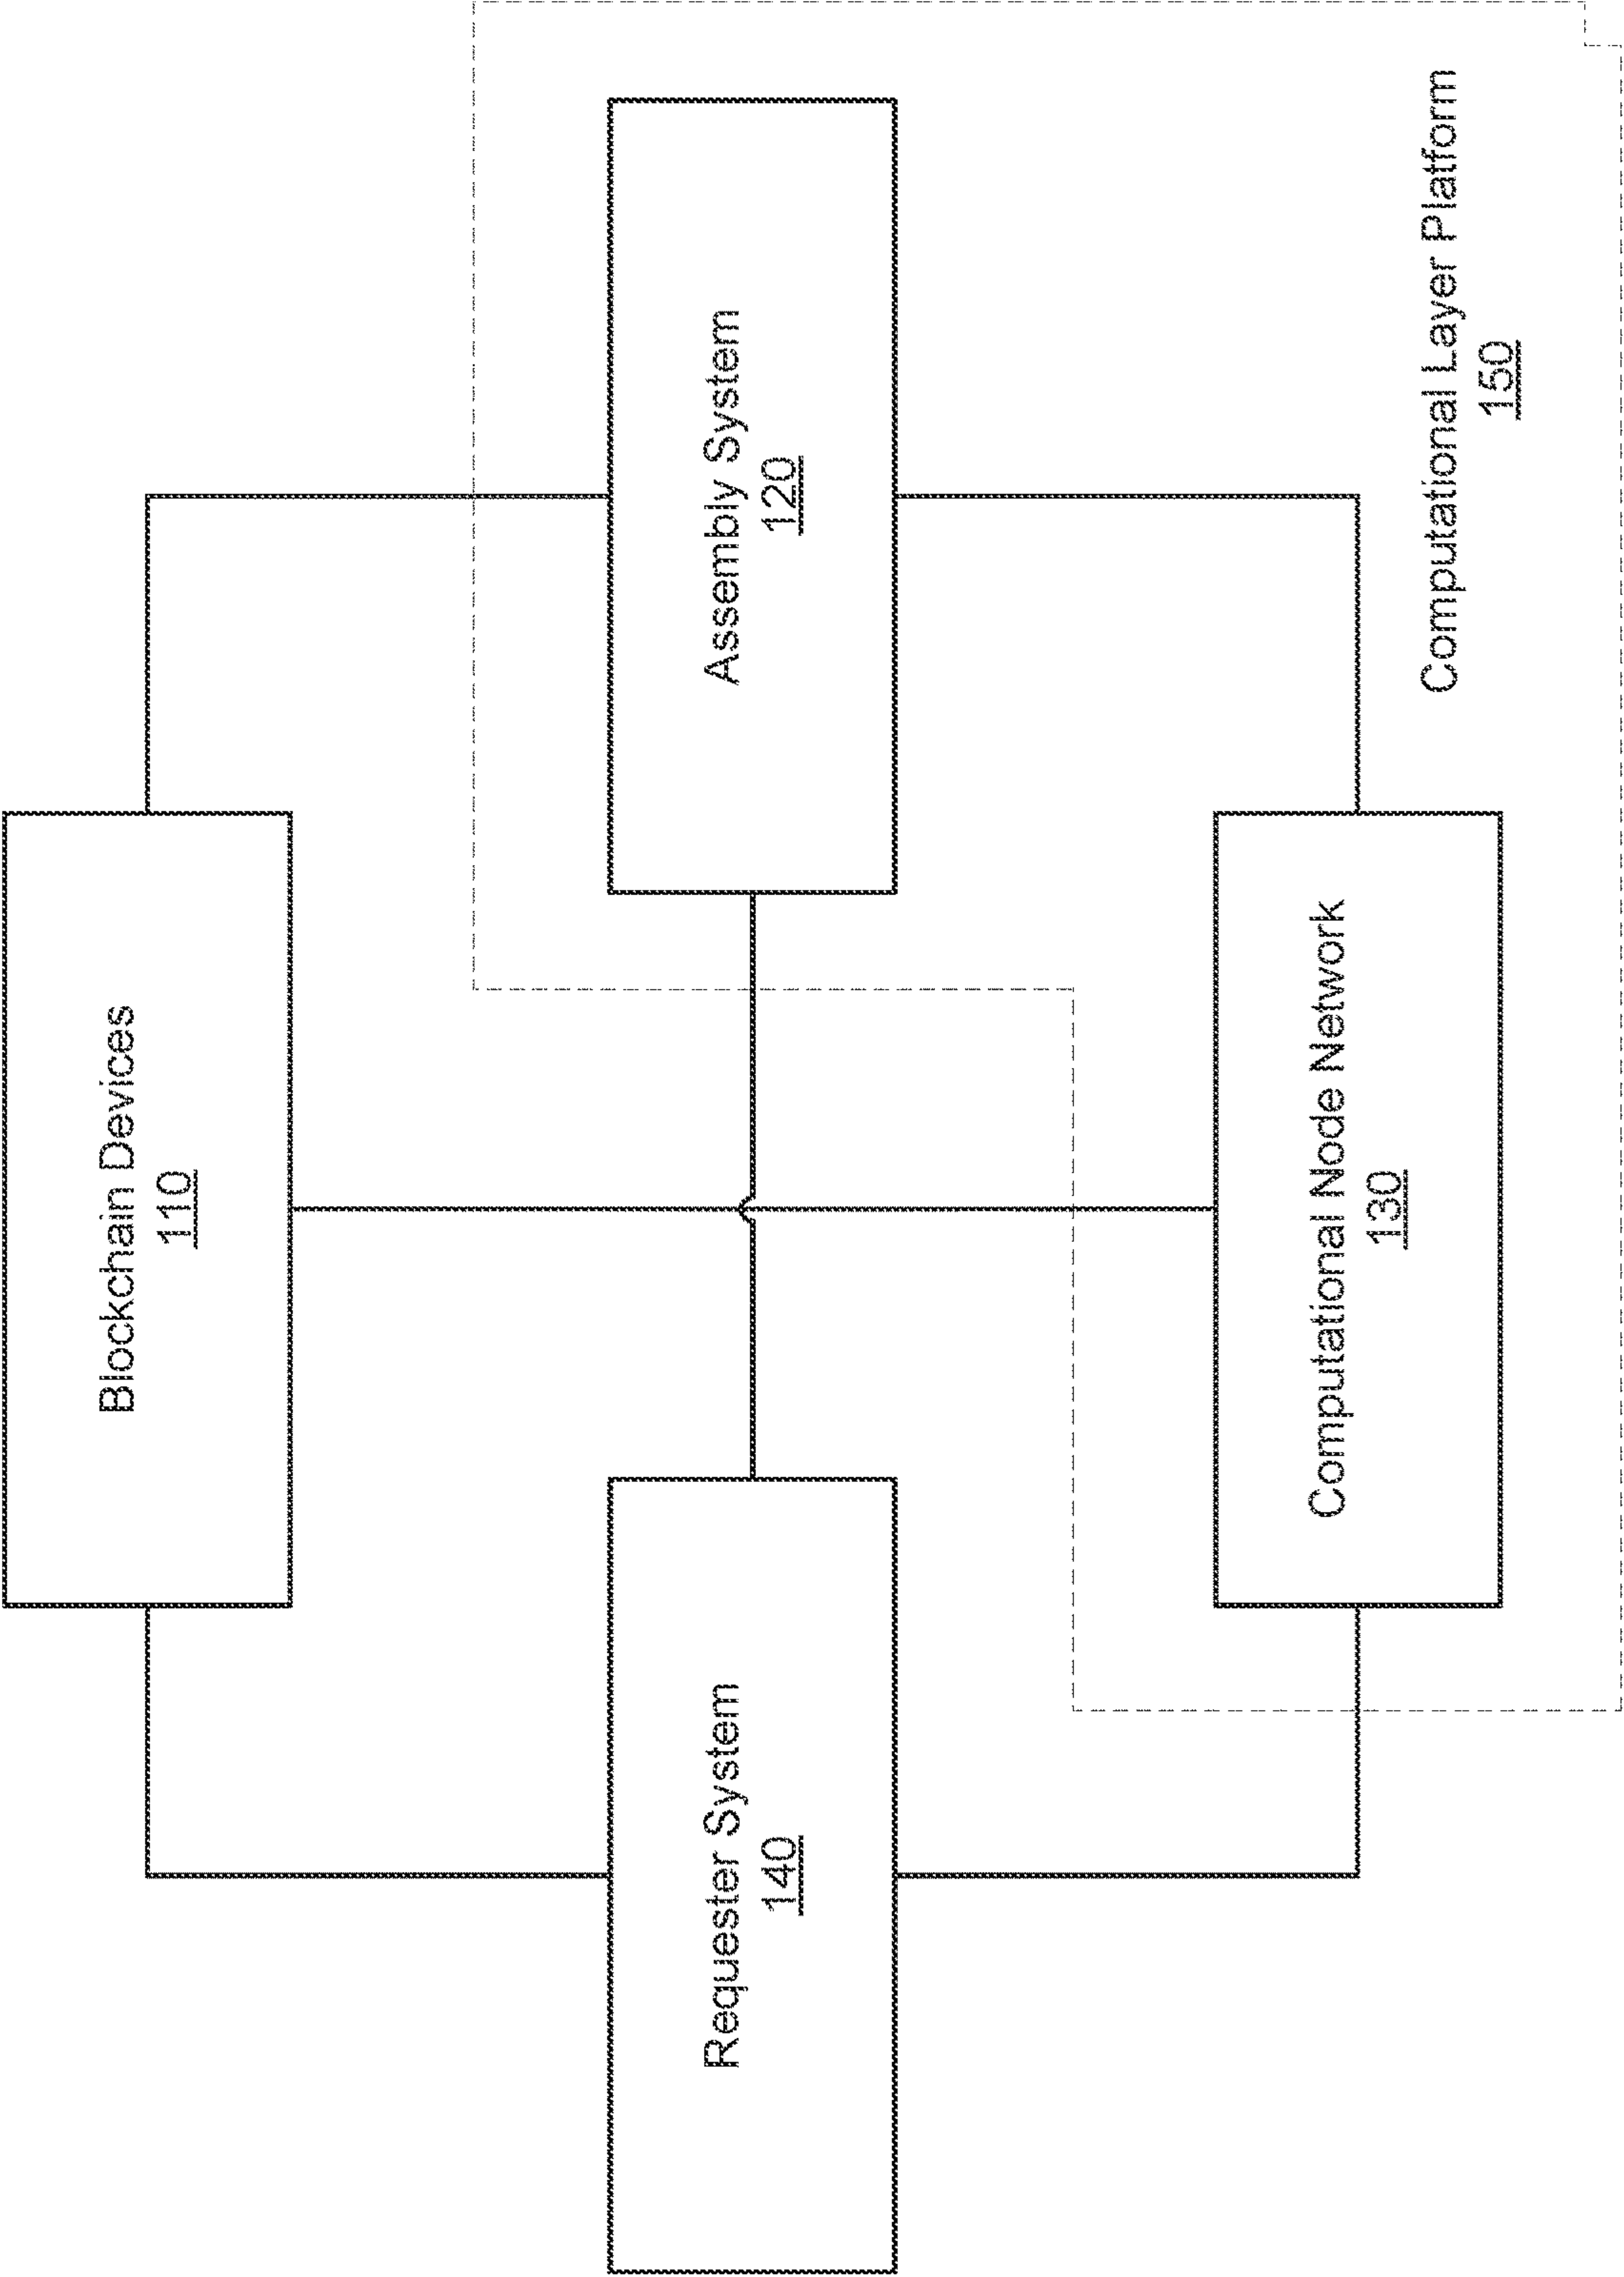 Blockchain Devices
110
Requester System
140
Assembly System
120
Computational Node Network
130
Computational Layer Platform
150